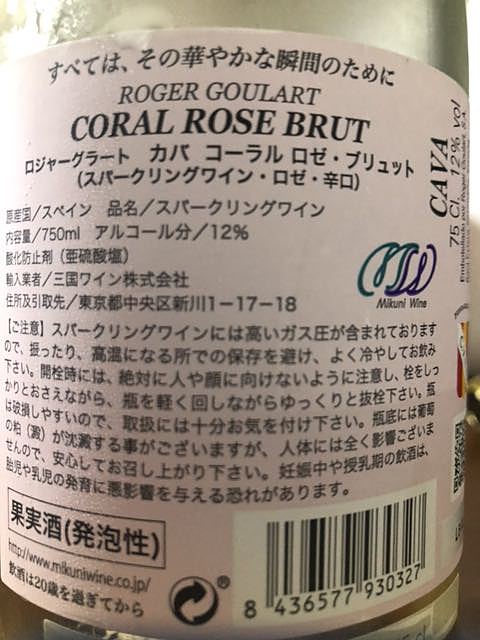 すべては、その華やかな瞬間のために
ROGER GOULART
CORAL ROSE BRUT
ロジャーグラート カバ コーラル ロゼ・ブリュット
(スパークリングワイン・ロゼ・辛口)
原産国/スペイン 品名/スパークリングワイン
内容量/750ml アルコール分/12%
酸化防止剤（亜硫酸塩）
輸入業者/三国ワイン株式会社
住所及引取先/東京都中央区新川1-17-18
Mikuni Wine
【ご注意】スパークリングワインには高いガス圧が含まれております
ので、振ったり、高温になる所での保存を避け、よく冷やしてお飲み
下さい。開栓時には、絶対に人や顔に向けないように注意し、栓をしっ
かりとおさえながら、瓶を軽く回しながらゆっくりと抜栓下さい。瓶
は破損しやすいので、取扱には十分お気を付け下さい。瓶底には葡萄
の粕（澱）が沈澱する事がございますが、人体には全く影響ございま
せんので、安心してお召し上がり下さい。妊娠中や授乳期の飲酒は、
胎児や乳児の発育に悪影響を与える恐れがあります。
果実酒(発泡性)
http://www.mikuniwine.co.jp/
飲酒は20歳を過ぎてから
8 436577 930327
CAVA
75 Cl. 12% vol
Embotellado por Roger Goulart, S.A.